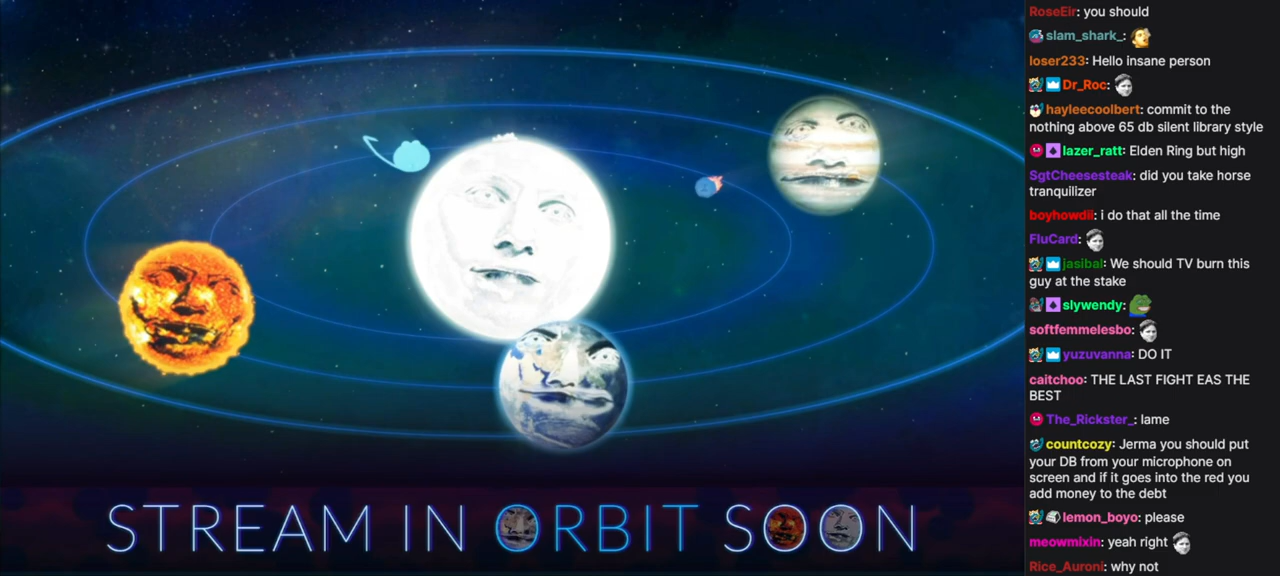 STREAM IN ORBIT SOON
RoseEir: you should
slam_shark_:
loser233: Hello insane person
Dr_Roc:
hayleecoolbert: commit to the
nothing above 65 db silent library style
lazer_ratt: Elden Ring but high
SgtCheesesteak: did you take horse
tranquilizer
boyhowdii: i do that all the time
FluCard:
jasibal: We should TV burn this
guy at the stake
slywendy:
softfemmelesbo:
yuzuvanna: DO IT
caitchoo: THE LAST FIGHT EAS THE
BEST
The_Rickster_: lame
countcozy: Jerma you should put
your DB from your microphone on
screen and if it goes into the red you
add money to the debt
lemon_boyo: please
meowmixin: yeah right
Rice_Auroni: why not